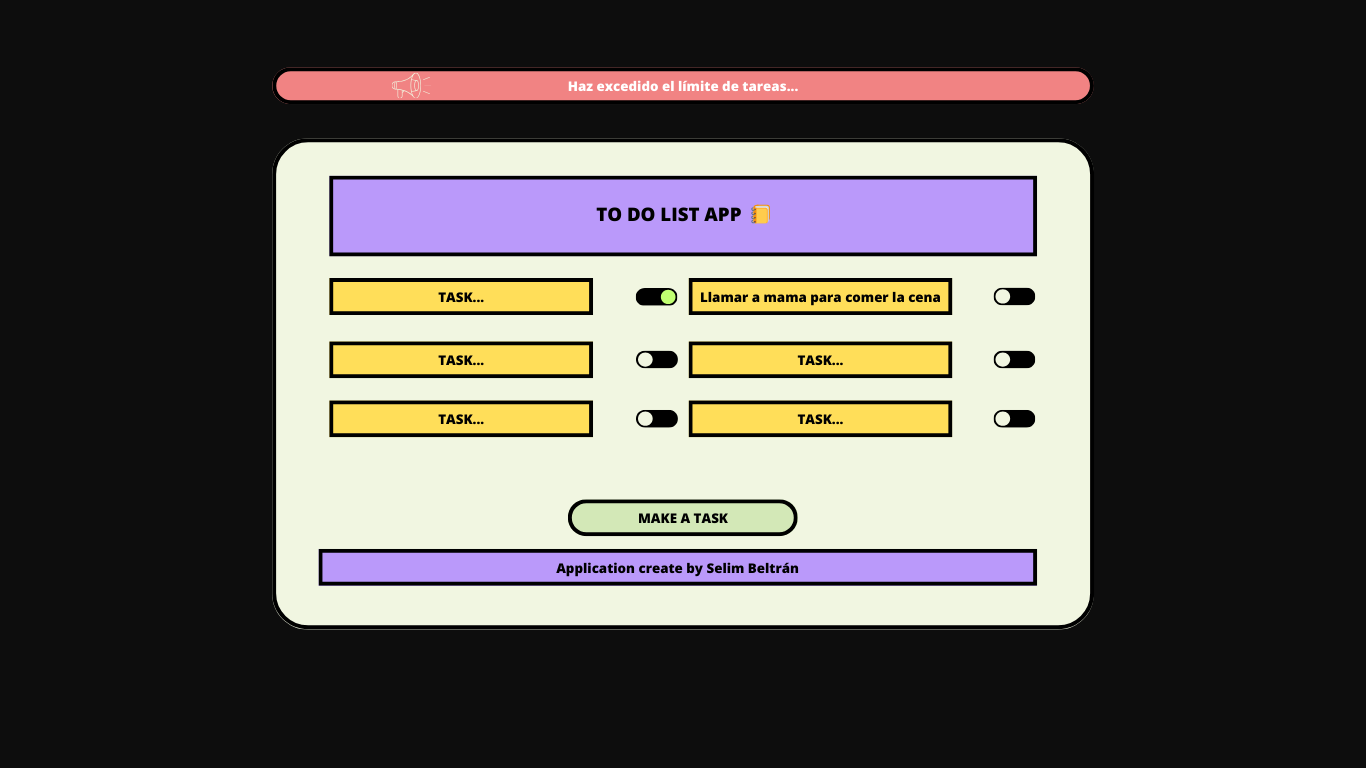 Haz excedido el límite de tareas...
TO DO LIST APP
TASK...
Llamar a mama para comer la cena
TASK...
TASK...
TASK...
TASK...
MAKE A TASK
Application create by Selim Beltrán